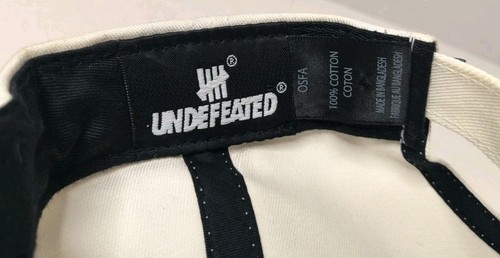 ®
UNDEFEATED®
OSFA
100% COTTON
COTON
MADE IN BANGLADESH
FABRIQUÉ AU BANGLADESH